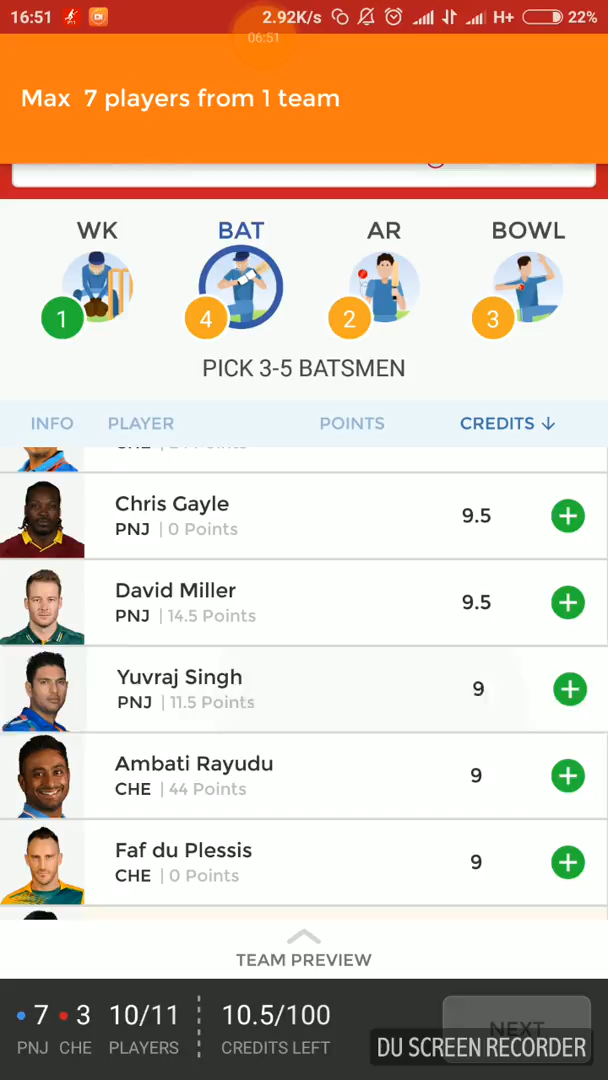 16:51 2.92K/s H+ 22%
06:51
Max 7 players from 1 team
WK BAT AR BOWL
1 4 2 3
PICK 3-5 BATSMEN
INFO PLAYER POINTS CREDITS ↓
Chris Gayle
PNJ | 0 Points 9.5 +
David Miller
PNJ | 14.5 Points 9.5 +
Yuvraj Singh
PNJ | 11.5 Points 9 +
Ambati Rayudu
CHE | 44 Points 9 +
Faf du Plessis
CHE | 0 Points 9 +
TEAM PREVIEW
7 3 10/11 10.5/100 NEXT
PNJ CHE PLAYERS CREDITS LEFT
DU SCREEN RECORDER